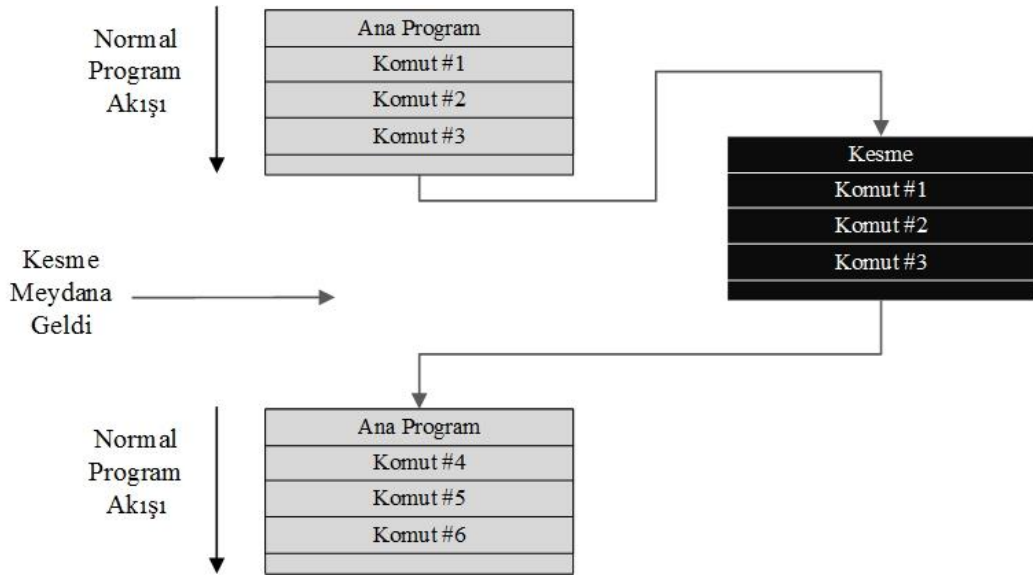 Normal
Program
Akışı
Ana Program
Komut #1
Komut #2
Komut #3
Kesme
Komut #1
Komut #2
Komut #3
Kesme
Meydana
Geldi
Normal
Program
Akışı
Ana Program
Komut #4
Komut #5
Komut #6